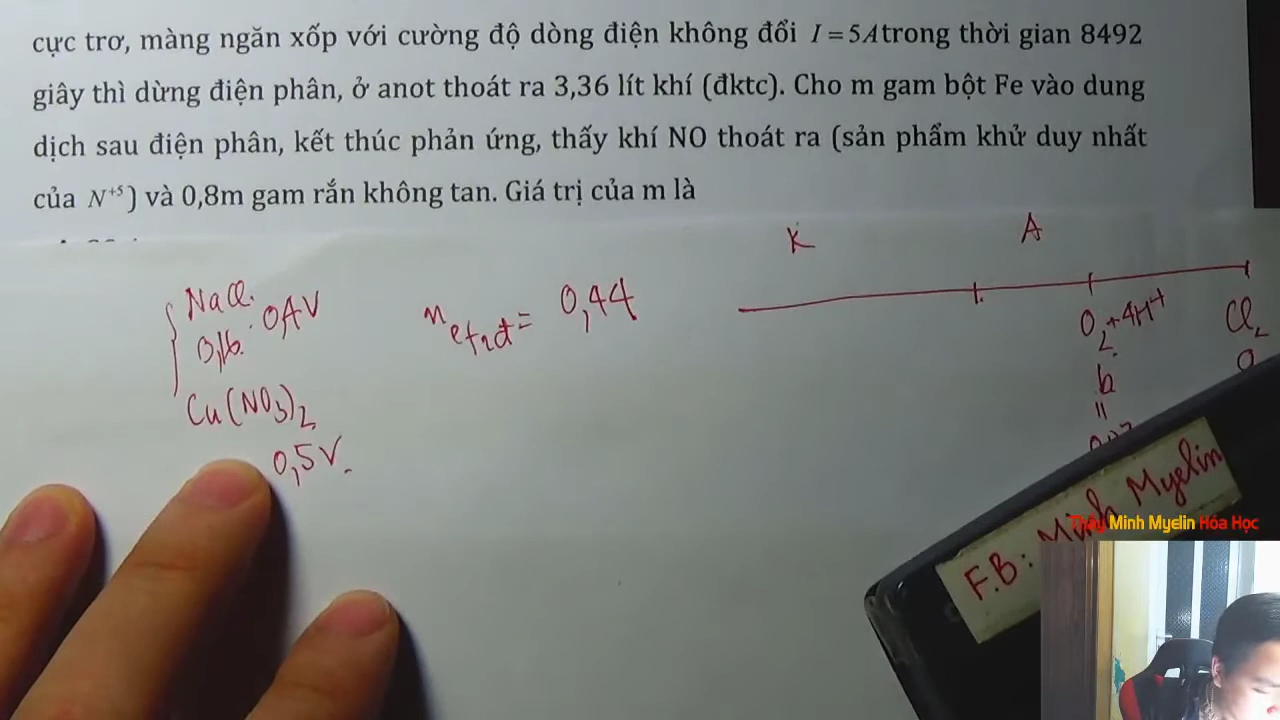 cực trơ, màng ngăn xốp với cường độ dòng điện không đổi I = 5A trong thời gian 8492
giây thì dừng điện phân, ở anot thoát ra 3,36 lít khí (đktc). Cho m gam bột Fe vào dung
dịch sau điện phân, kết thúc phản ứng, thấy khí NO thoát ra (sản phẩm khử duy nhất
của N⁺⁵) và 0,8m gam rắn không tan. Giá trị của m là
K A
NaCl: 0,4V
Cu(NO₃)₂
0,5V.
n e trđ = 0,44
O₂ + 4H⁺
b
=
Cl₂
F.B: Minh Myelin
Thầy Minh Myelin Hóa Học